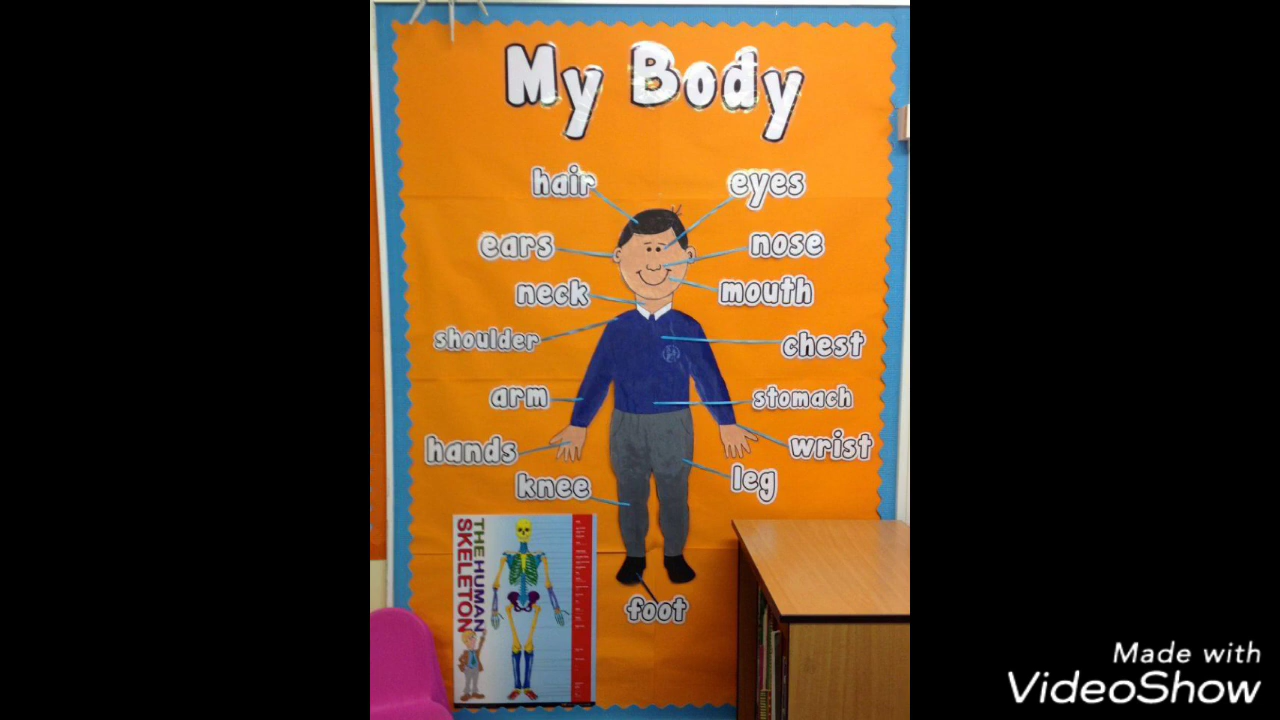 My Body
hair
eyes
ears
nose
neck
mouth
shoulder
chest
arm
stomach
hands
wrist
knee
leg
foot
THE HUMAN
SKELETON
Made with
VideoShow